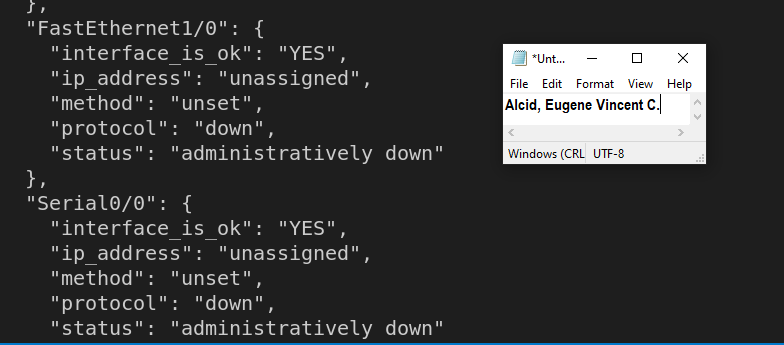 },
"FastEthernet1/0": {
"interface_is_ok": "YES",
"ip_address": "unassigned",
"method": "unset",
"protocol": "down",
"status": "administratively down"
},
"Serial0/0": {
"interface_is_ok": "YES",
"ip_address": "unassigned",
"method": "unset",
"protocol": "down",
"status": "administratively down"
*Unt...
File Edit Format View Help
Alcid, Eugene Vincent C.
Windows (CRL UTF-8